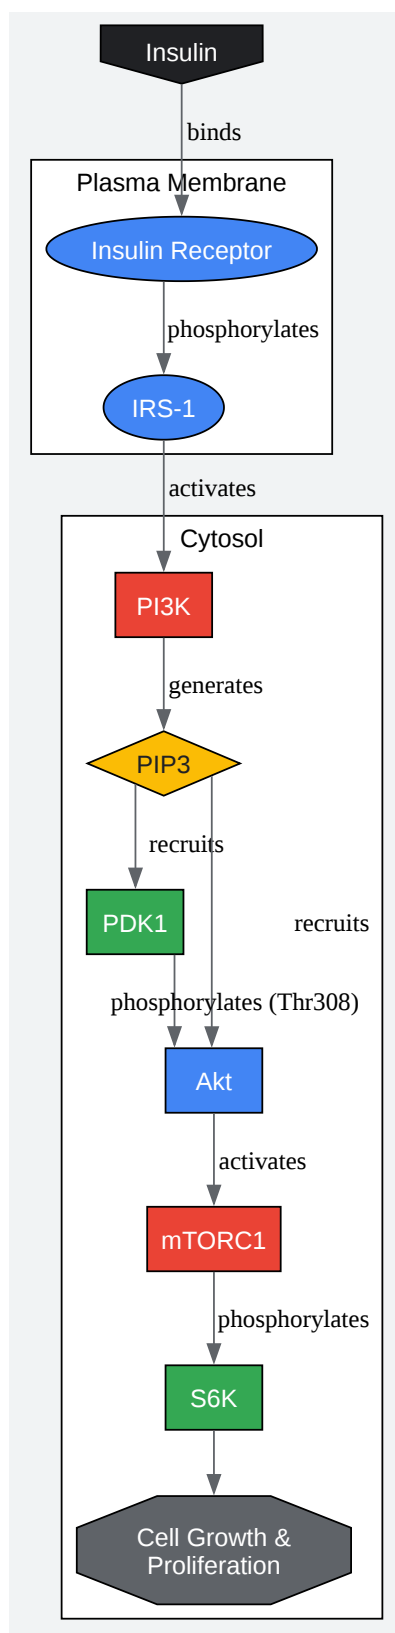 Insulin
binds
Plasma Membrane
Insulin Receptor
phosphorylates
IRS-1
activates
Cytosol
PI3K
generates
PIP3
recruits
PDK1
recruits
phosphorylates (Thr308)
Akt
activates
mTORC1
phosphorylates
S6K
Cell Growth &
Proliferation